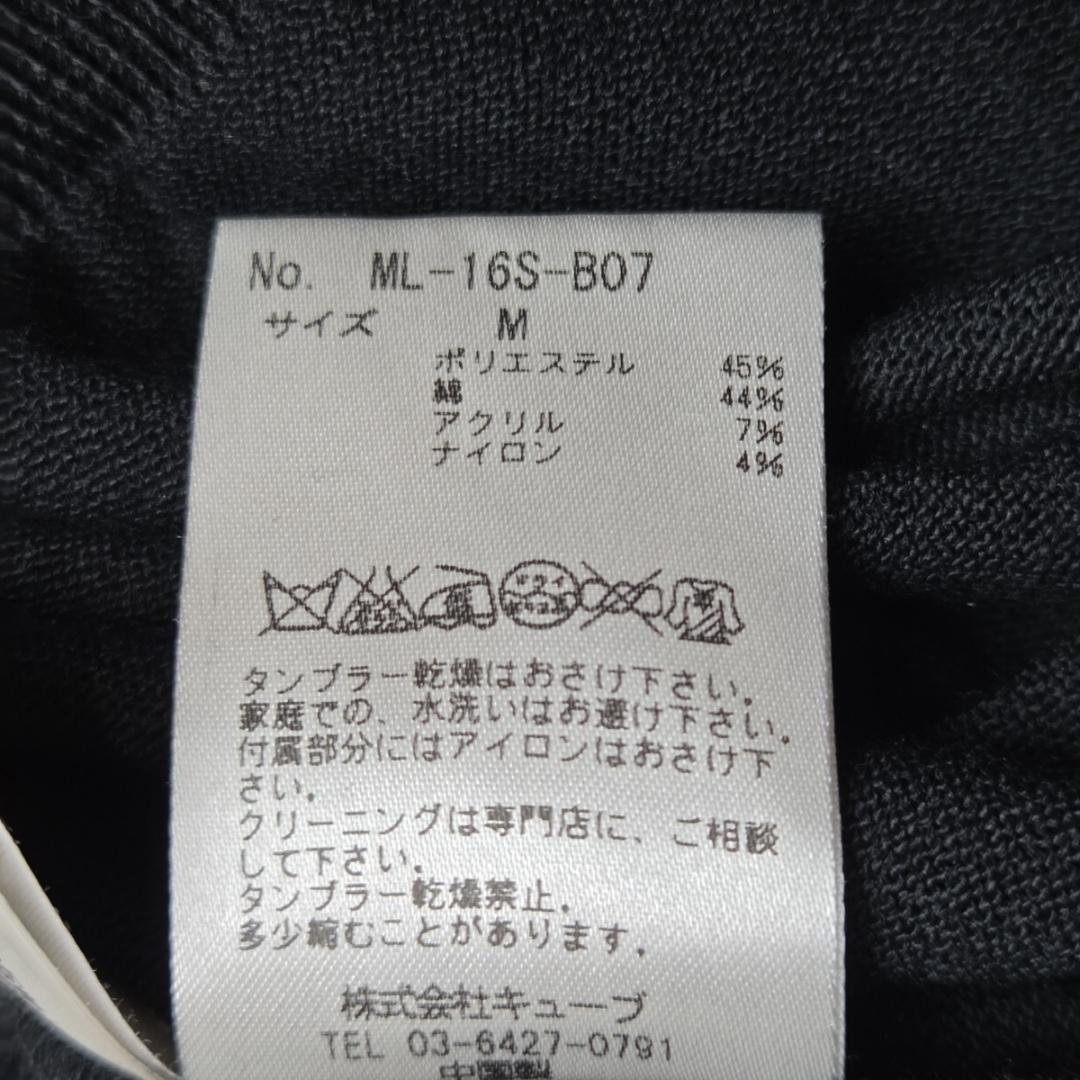 No. ML-16S-B07
サイズ M
ポリエステル 45%
綿 44%
アクリル 7%
ナイロン 4%
ドライ
タンブラー乾燥はおさけ下さい.
家庭での、水洗いはお避け下さい.
付属部分にはアイロンはおさけ下
さい.
クリーニングは専門店に、ご相談
して下さい.
タンブラー乾燥禁止.
多少縮むことがあります.
株式会社キューブ
TEL 03-6427-0791
中国製